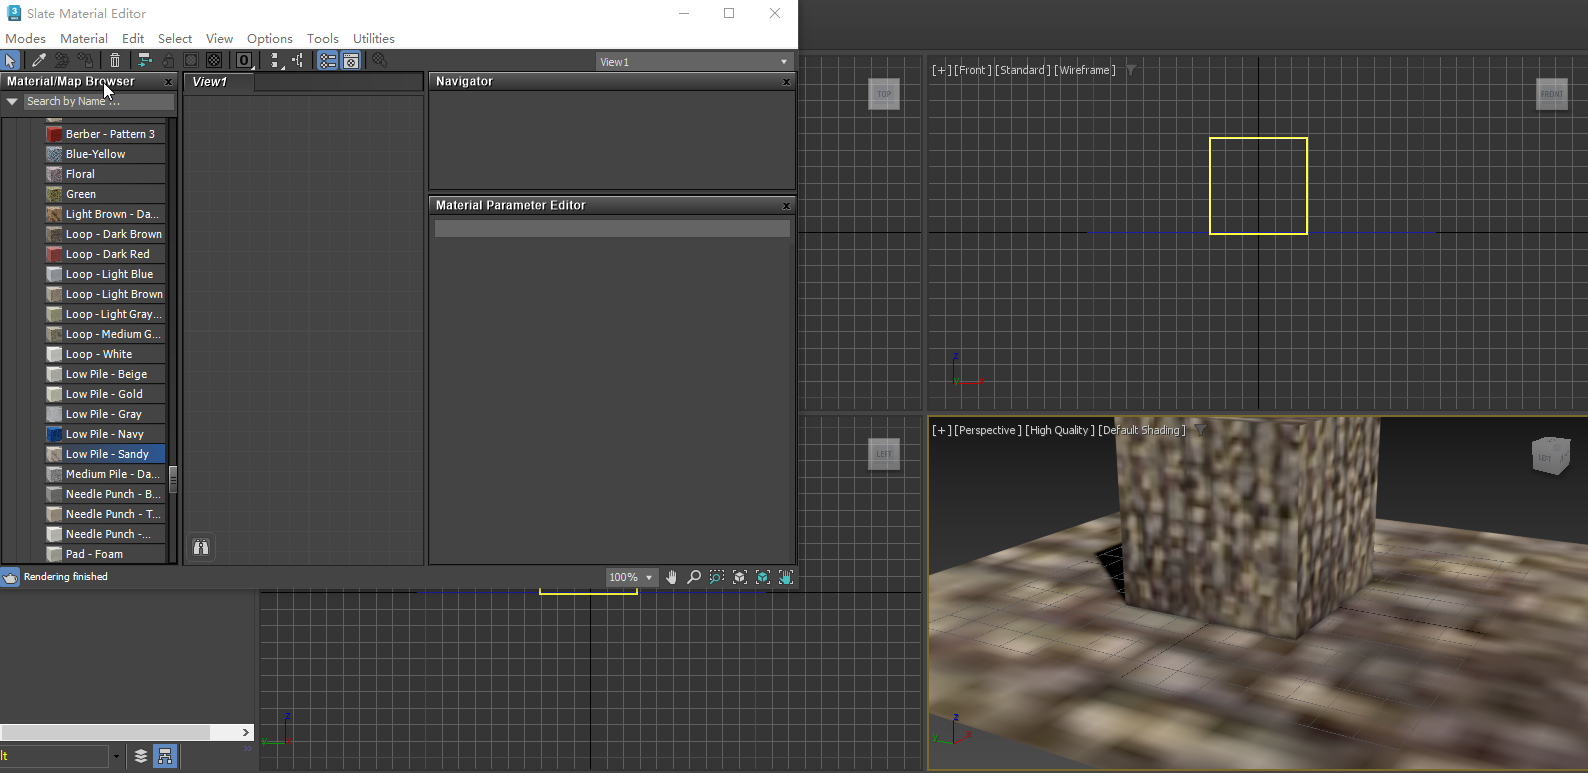 Slate Material Editor
Modes Material Edit Select View Options Tools Utilities
View1
Material/Map Browser x
Search by Name ...
Berber - Pattern 3
Blue-Yellow
Floral
Green
Light Brown - Da...
Loop - Dark Brown
Loop - Dark Red
Loop - Light Blue
Loop - Light Brown
Loop - Light Gray...
Loop - Medium G...
Loop - White
Low Pile - Beige
Low Pile - Gold
Low Pile - Gray
Low Pile - Navy
Low Pile - Sandy
Medium Pile - Da...
Needle Punch - B...
Needle Punch - T...
Needle Punch -...
Pad - Foam
View1
Navigator x
Material Parameter Editor x
Rendering finished
100%
TOP
[+] [Front] [Standard] [Wireframe]
FRONT
z
y x
LEFT
z
y x
[+] [Perspective] [High Quality] [Default Shading]
LEFT
z
y x
lt